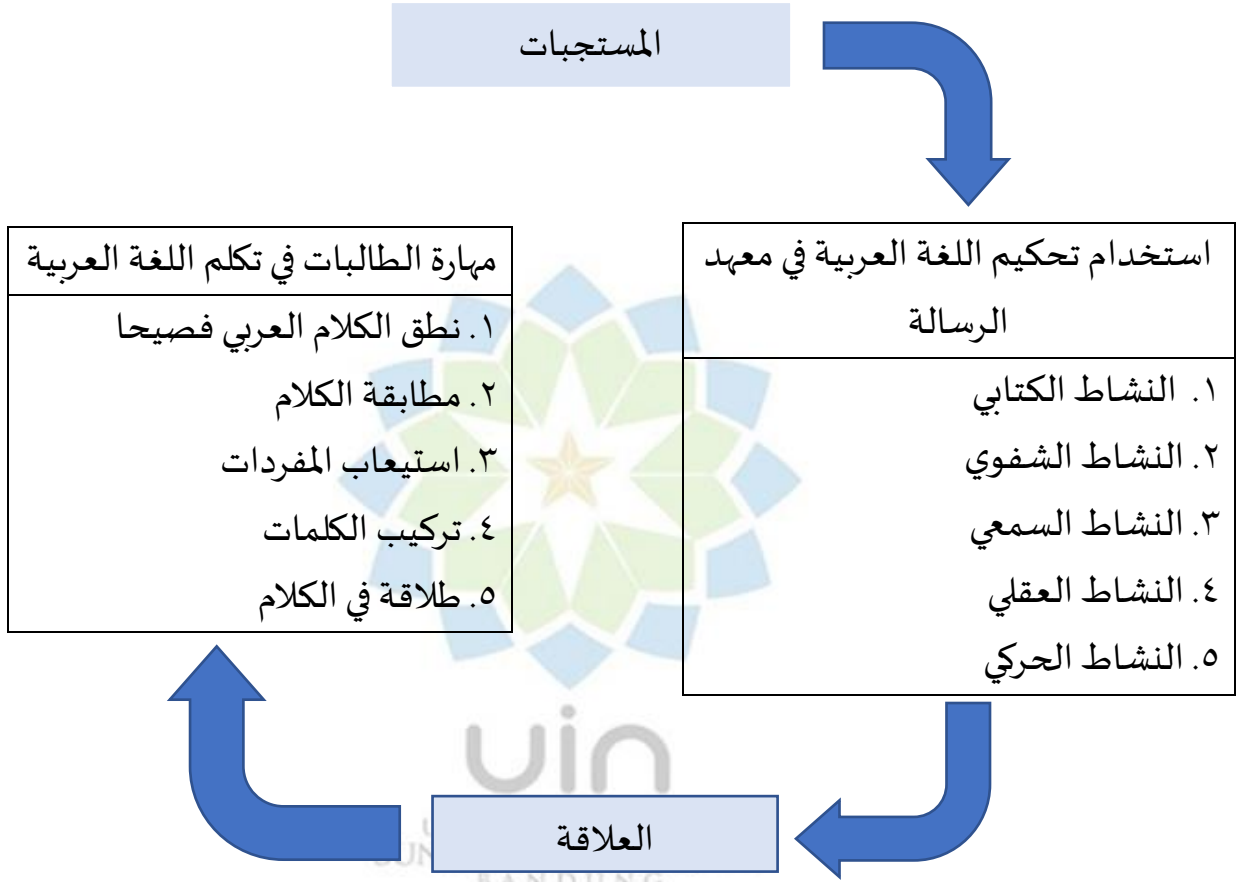 المستجبات
استخدام تحكيم اللغة العربية في معهد
الرسالة
١. النشاط الكتابي
٢. النشاط الشفوي
٣. النشاط السمعي
٤. النشاط العقلي
٥. النشاط الحركي
مهارة الطالبات في تكلم اللغة العربية
١. نطق الكلام العربي فصيحا
٢. مطابقة الكلام
٣. استيعاب المفردات
٤. تركيب الكلمات
٥. طلاقة في الكلام
uin
العلاقة
BANDUNG